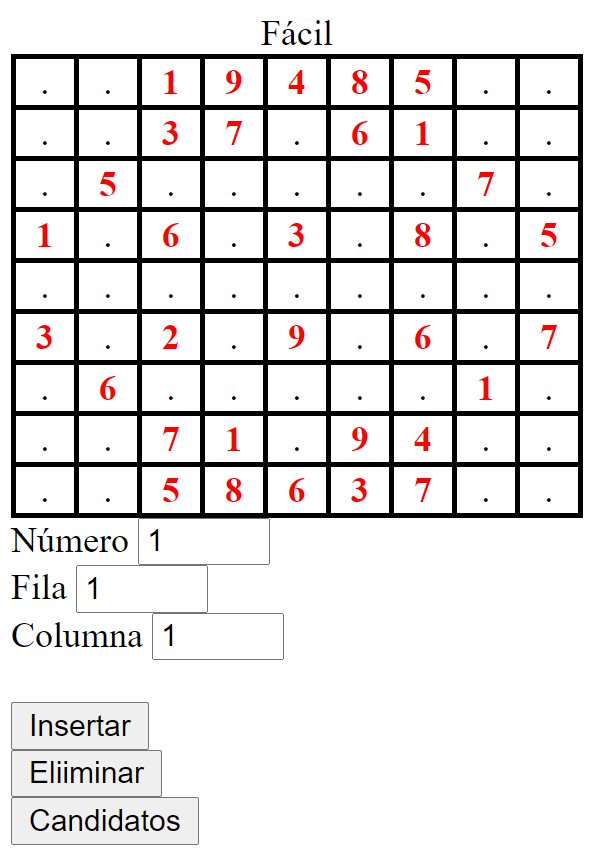 Fácil
. . 1 9 4 8 5 . .
. . 3 7 . 6 1 . .
. 5 . . . . . 7 .
1 . 6 . 3 . 8 . 5
. . . . . . . . .
3 . 2 . 9 . 6 . 7
. 6 . . . . . 1 .
. . 7 1 . 9 4 . .
. . 5 8 6 3 7 . .
Número 1
Fila 1
Columna 1
Insertar
Eliiminar
Candidatos